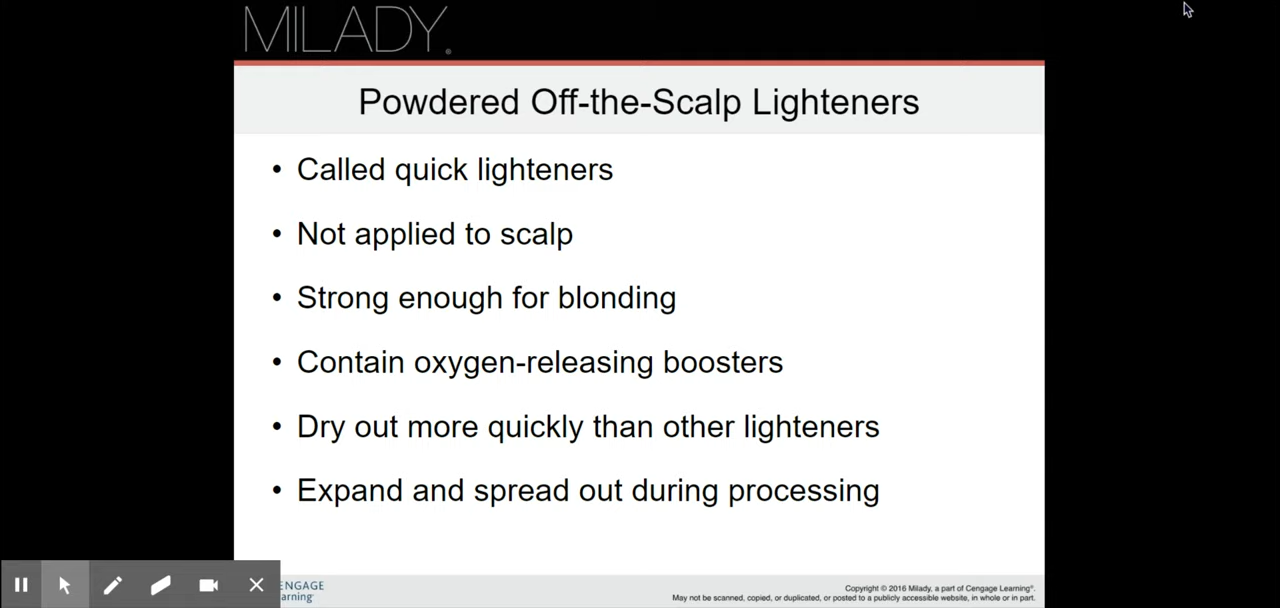 MILADY.
Powdered Off-the-Scalp Lighteners
• Called quick lighteners
• Not applied to scalp
• Strong enough for blonding
• Contain oxygen-releasing boosters
• Dry out more quickly than other lighteners
• Expand and spread out during processing
ENGAGE
arning
Copyright © 2016 Milady, a part of Cengage Learning®.
May not be scanned, copied, or duplicated, or posted to a publicly accessible website, in whole or in part.